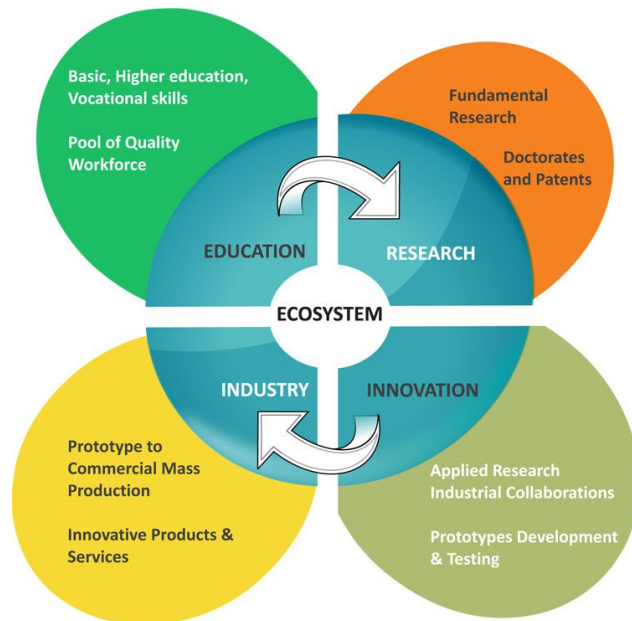 Basic, Higher education,
Vocational skills
Pool of Quality
Workforce
Fundamental
Research
Doctorates
and Patents
EDUCATION
RESEARCH
ECOSYSTEM
INDUSTRY
INNOVATION
Prototype to
Commercial Mass
Production
Innovative Products &
Services
Applied Research
Industrial Collaborations
Prototypes Development
& Testing